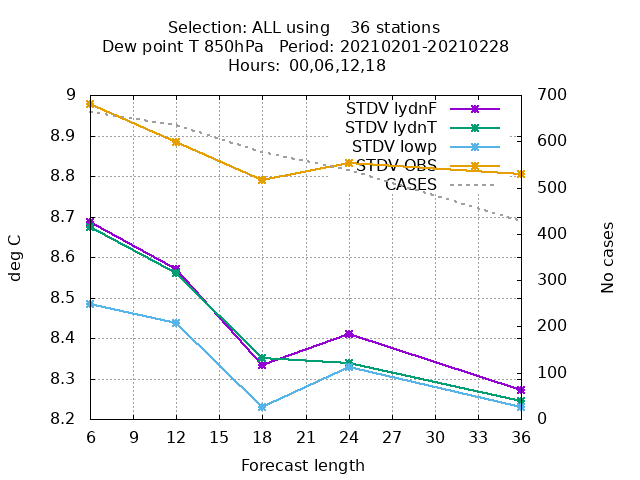 Selection: ALL using    36 stations
Dew point T 850hPa   Period: 20210201-20210228
Hours: 00,06,12,18
STDV lydnF
STDV lydnT
STDV lowp
STDV OBS
CASES
deg C
9
8.9
8.8
8.7
8.6
8.5
8.4
8.3
8.2
700
600
500
400
300
200
100
0
No cases
6 9 12 15 18 21 24 27 30 33 36
Forecast length